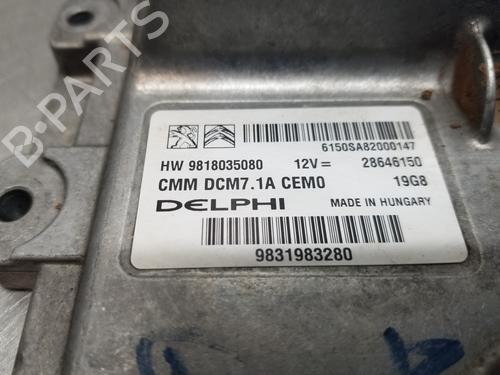 6150SA82000147
HW 9818035080 12V= 28646150
CMM DCM7.1A CEM0 19G8
DELPHI MADE IN HUNGARY
9831983280
B-PARTS